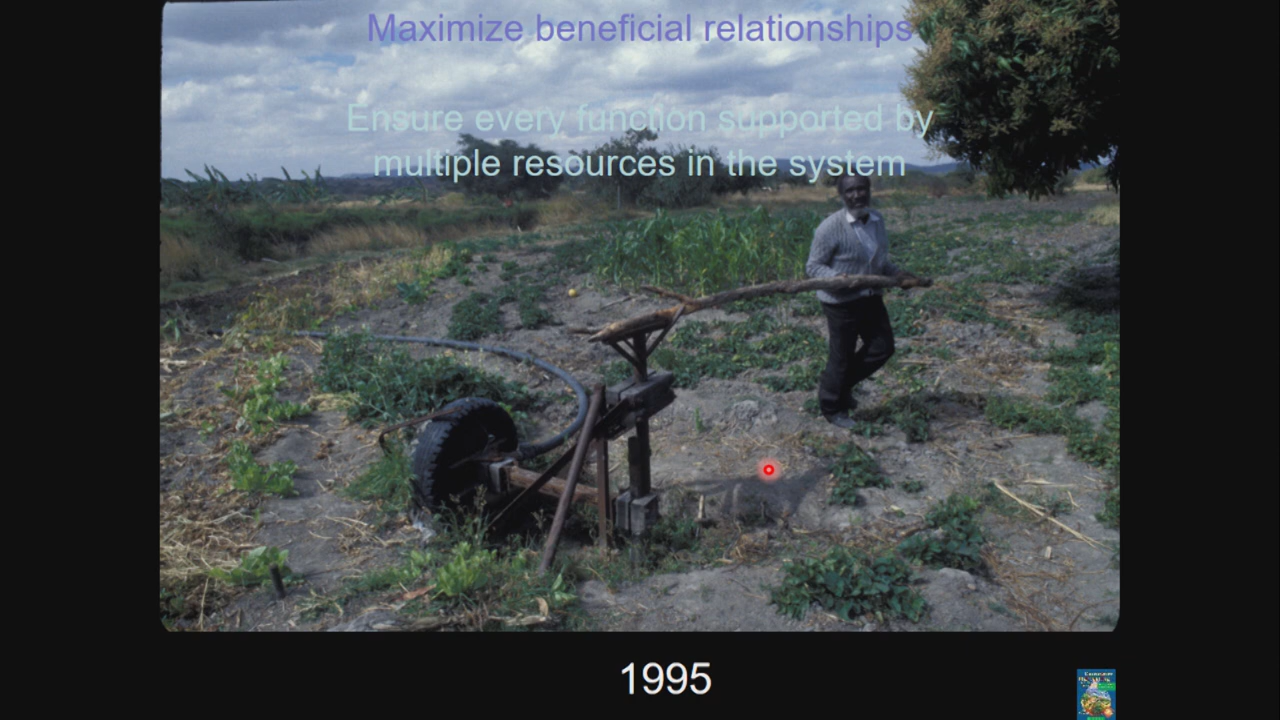 Maximize beneficial relationships
Ensure every function supported by
multiple resources in the system
1995